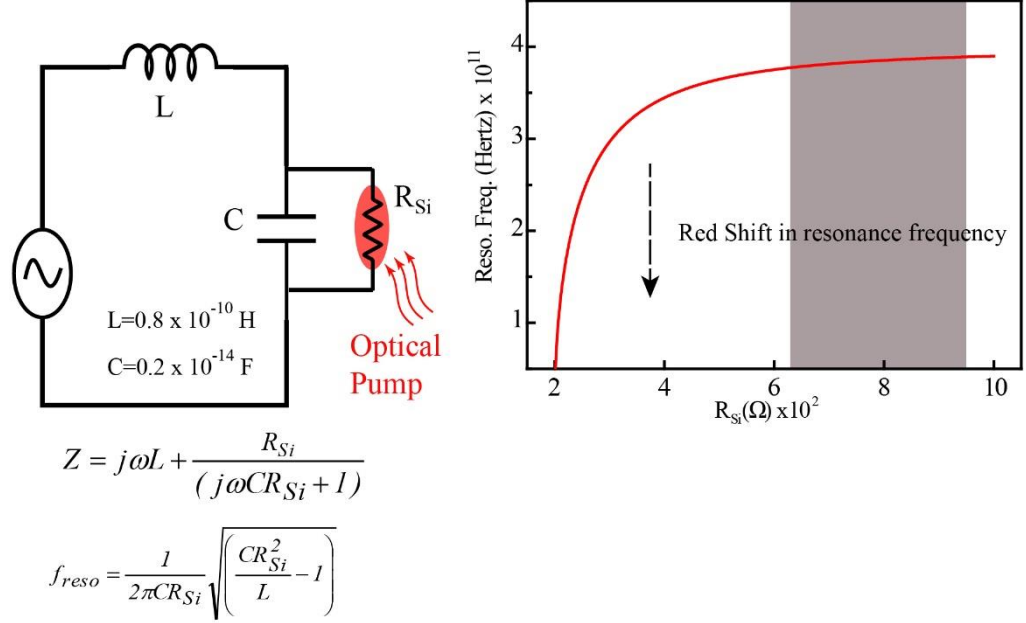 L
C
R_Si
L=0.8 x 10^-10 H
C=0.2 x 10^-14 F
Optical
Pump
Z = jωL + R_Si / (jωCR_Si + 1)
f_reso = 1 / 2πCR_Si √(CR_Si^2 / L − 1)
Reso. Freq. (Hertz) x 10^11
4
3
2
1
Red Shift in resonance frequency
2 4 6 8 10
R_Si(Ω) x10^2